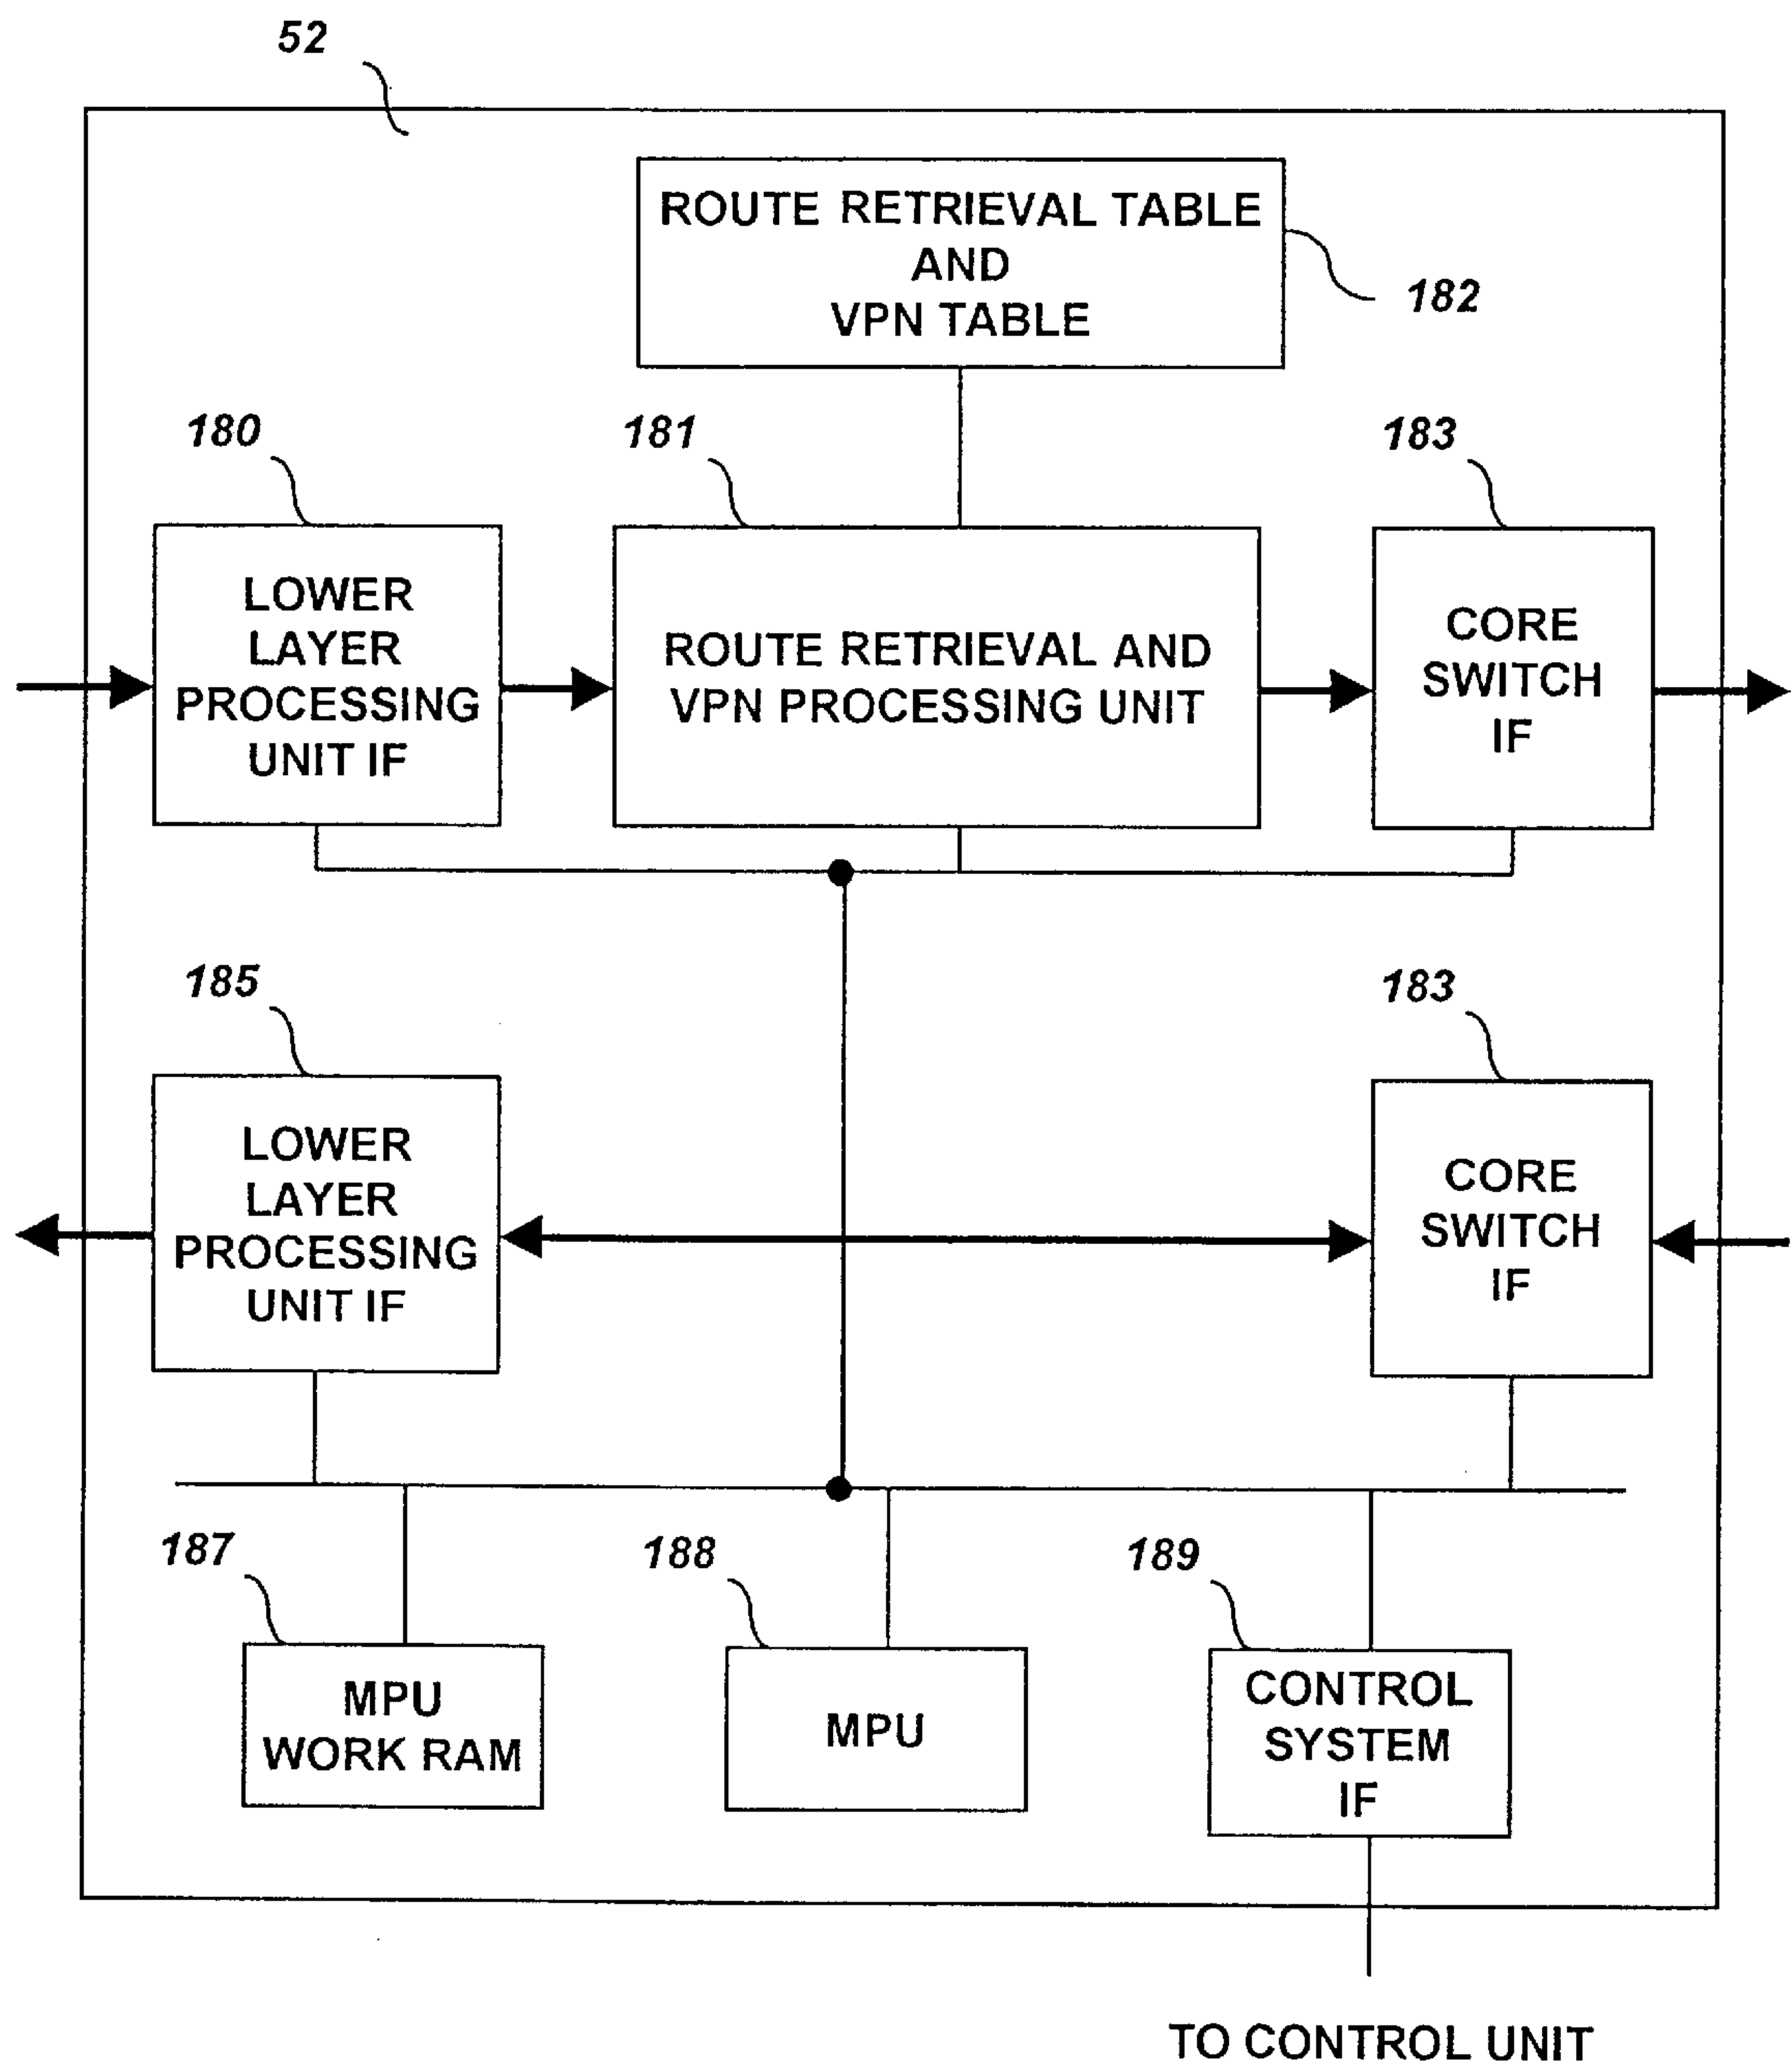 52
ROUTE RETRIEVAL TABLE
AND
VPN TABLE
182
180
181
183
LOWER
LAYER
PROCESSING
UNIT IF
ROUTE RETRIEVAL AND
VPN PROCESSING UNIT
CORE
SWITCH
IF
185
183
LOWER
LAYER
PROCESSING
UNIT IF
CORE
SWITCH
IF
187
188
189
MPU
WORK RAM
MPU
CONTROL
SYSTEM
IF
TO CONTROL UNIT